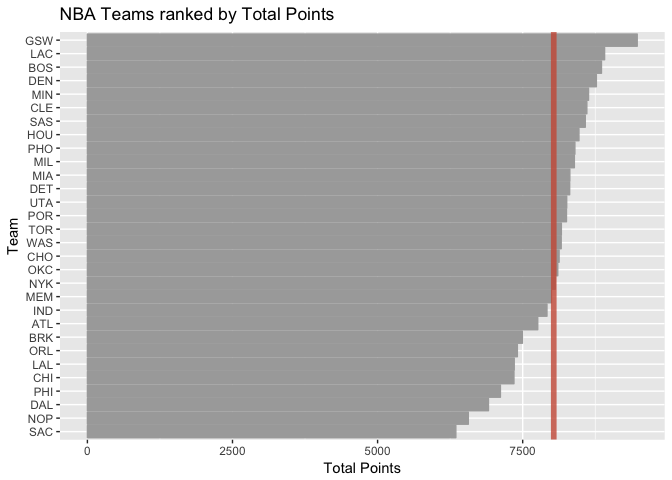 NBA Teams ranked by Total Points
GSW
LAC
BOS
DEN
MIN
CLE
SAS
HOU
PHO
MIL
MIA
DET
UTA
POR
TOR
WAS
CHO
OKC
NYK
MEM
IND
ATL
BRK
ORL
LAL
CHI
PHI
DAL
NOP
SAC
Team
0 2500 5000 7500
Total Points